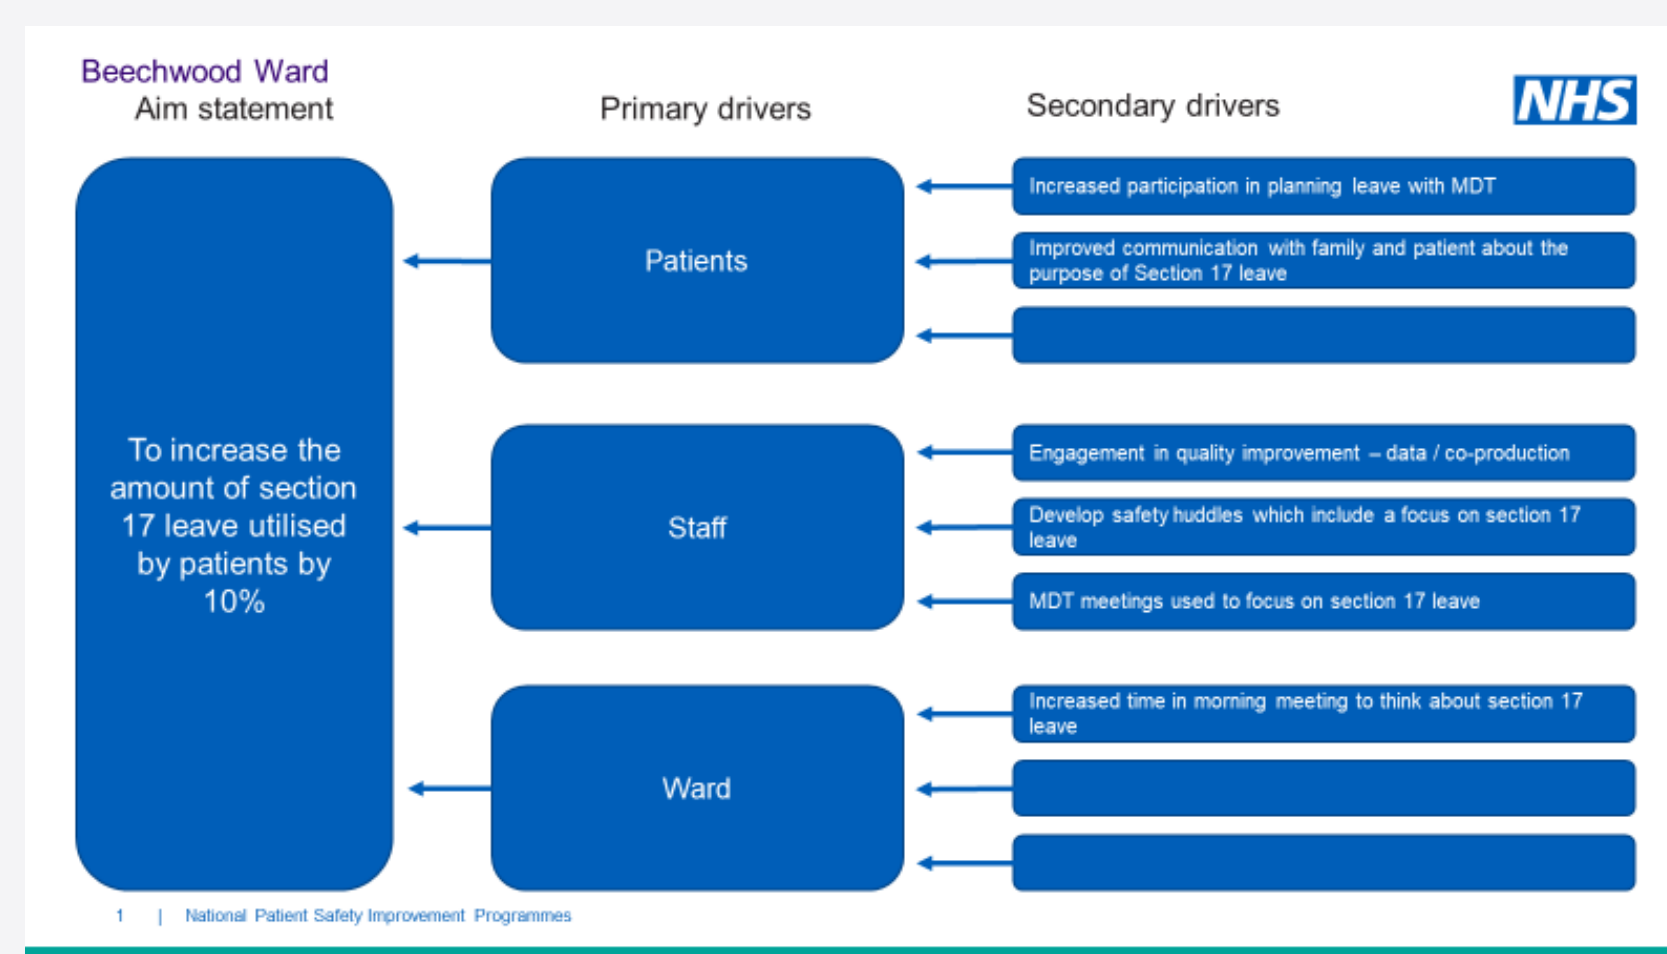 Beechwood Ward
Aim statement
Primary drivers
Secondary drivers
NHS
To increase the
amount of section
17 leave utilised
by patients by
10%
Patients
Increased participation in planning leave with MDT
Improved communication with family and patient about the
purpose of Section 17 leave
Staff
Engagement in quality improvement – data / co-production
Develop safety huddles which include a focus on section 17
leave
MDT meetings used to focus on section 17 leave
Ward
Increased time in morning meeting to think about section 17
leave
1 | National Patient Safety Improvement Programmes